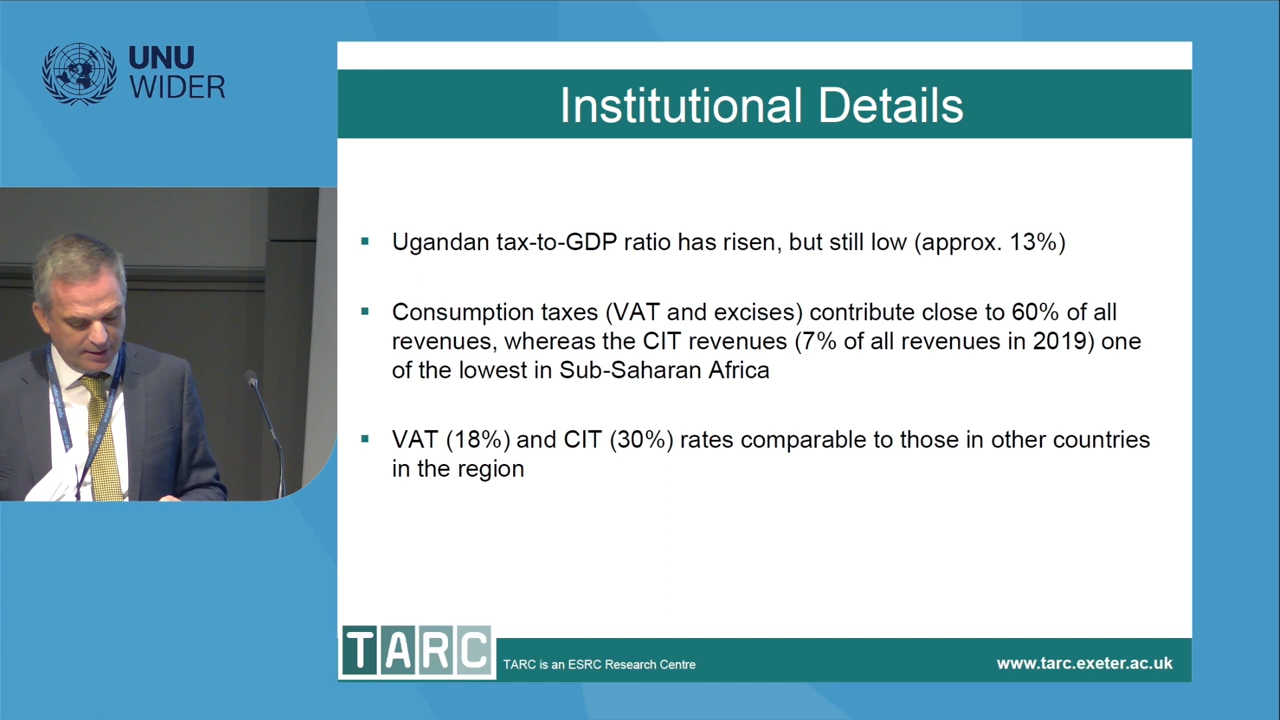 UNU
WIDER
Institutional Details
Ugandan tax-to-GDP ratio has risen, but still low (approx. 13%)
Consumption taxes (VAT and excises) contribute close to 60% of all
revenues, whereas the CIT revenues (7% of all revenues in 2019) one
of the lowest in Sub-Saharan Africa
VAT (18%) and CIT (30%) rates comparable to those in other countries
in the region
TARC
TARC is an ESRC Research Centre
www.tarc.exeter.ac.uk